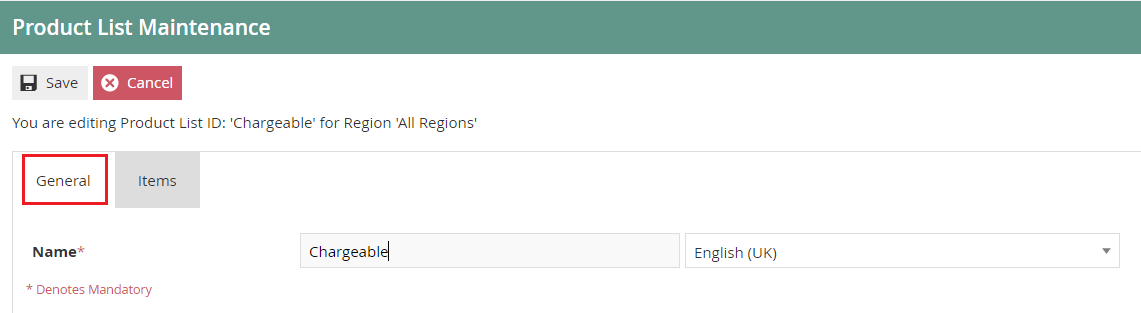 Product List Maintenance
Save Cancel
You are editing Product List ID: 'Chargeable' for Region 'All Regions'
General Items
Name* Chargeable English (UK)
* Denotes Mandatory